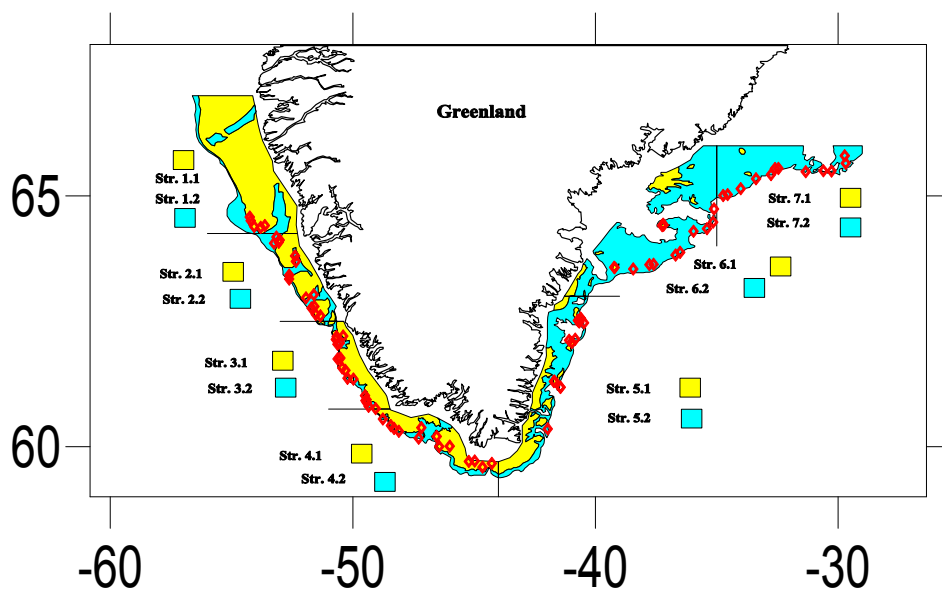 Greenland
Str. 1.1
Str. 1.2
65
Str. 7.1
Str. 7.2
Str. 2.1
Str. 2.2
Str. 6.1
Str. 6.2
Str. 3.1
Str. 3.2
Str. 5.1
Str. 5.2
60
Str. 4.1
Str. 4.2
-60
-50
-40
-30